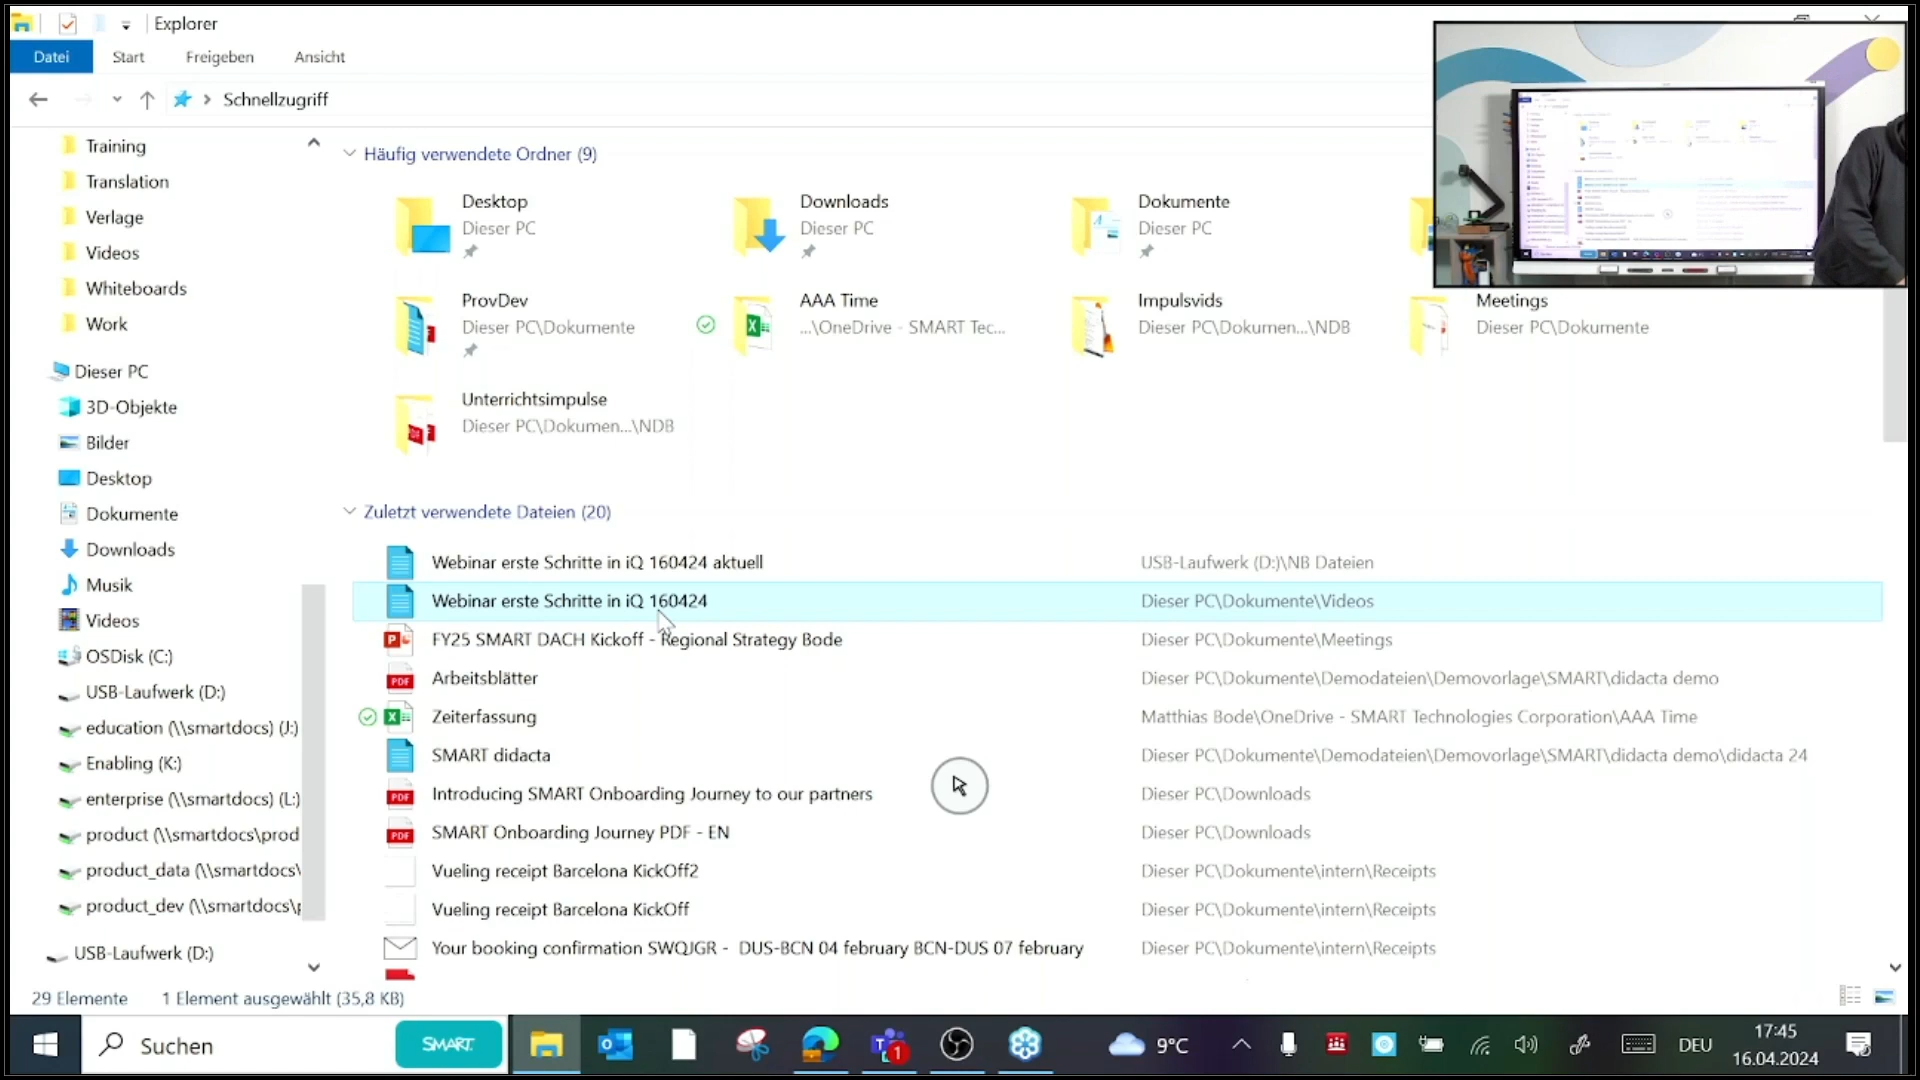 Explorer
Datei Start Freigeben Ansicht
Schnellzugriff
Training
Translation
Verlage
Videos
Whiteboards
Work
Dieser PC
3D-Objekte
Bilder
Desktop
Dokumente
Downloads
Musik
Videos
OSDisk (C:)
USB-Laufwerk (D:)
education (\\smartdocs) (J:)
Enabling (K:)
enterprise (\\smartdocs) (L:)
product (\\smartdocs\prod
product_data (\\smartdocs\
product_dev (\\smartdocs\p
USB-Laufwerk (D:)
Häufig verwendete Ordner (9)
Desktop
Dieser PC
Downloads
Dieser PC
Dokumente
Dieser PC
ProvDev
Dieser PC\Dokumente
AAA Time
...\OneDrive - SMART Tec...
Impulsvids
Dieser PC\Dokumen...\NDB
Meetings
Dieser PC\Dokumente
Unterrichtsimpulse
Dieser PC\Dokumen...\NDB
Zuletzt verwendete Dateien (20)
Webinar erste Schritte in iQ 160424 aktuell USB-Laufwerk (D:)\NB Dateien
Webinar erste Schritte in iQ 160424 Dieser PC\Dokumente\Videos
FY25 SMART DACH Kickoff - Regional Strategy Bode Dieser PC\Dokumente\Meetings
Arbeitsblätter Dieser PC\Dokumente\Demodateien\Demovorlage\SMART\didacta demo
Zeiterfassung Matthias Bode\OneDrive - SMART Technologies Corporation\AAA Time
SMART didacta Dieser PC\Dokumente\Demodateien\Demovorlage\SMART\didacta demo\didacta 24
Introducing SMART Onboarding Journey to our partners Dieser PC\Downloads
SMART Onboarding Journey PDF - EN Dieser PC\Downloads
Vueling receipt Barcelona KickOff2 Dieser PC\Dokumente\intern\Receipts
Vueling receipt Barcelona KickOff Dieser PC\Dokumente\intern\Receipts
Your booking confirmation SWQJGR - DUS-BCN 04 february BCN-DUS 07 february Dieser PC\Dokumente\intern\Receipts
29 Elemente 1 Element ausgewählt (35,8 KB)
Suchen SMART 1 9°C DEU 17:45
16.04.2024